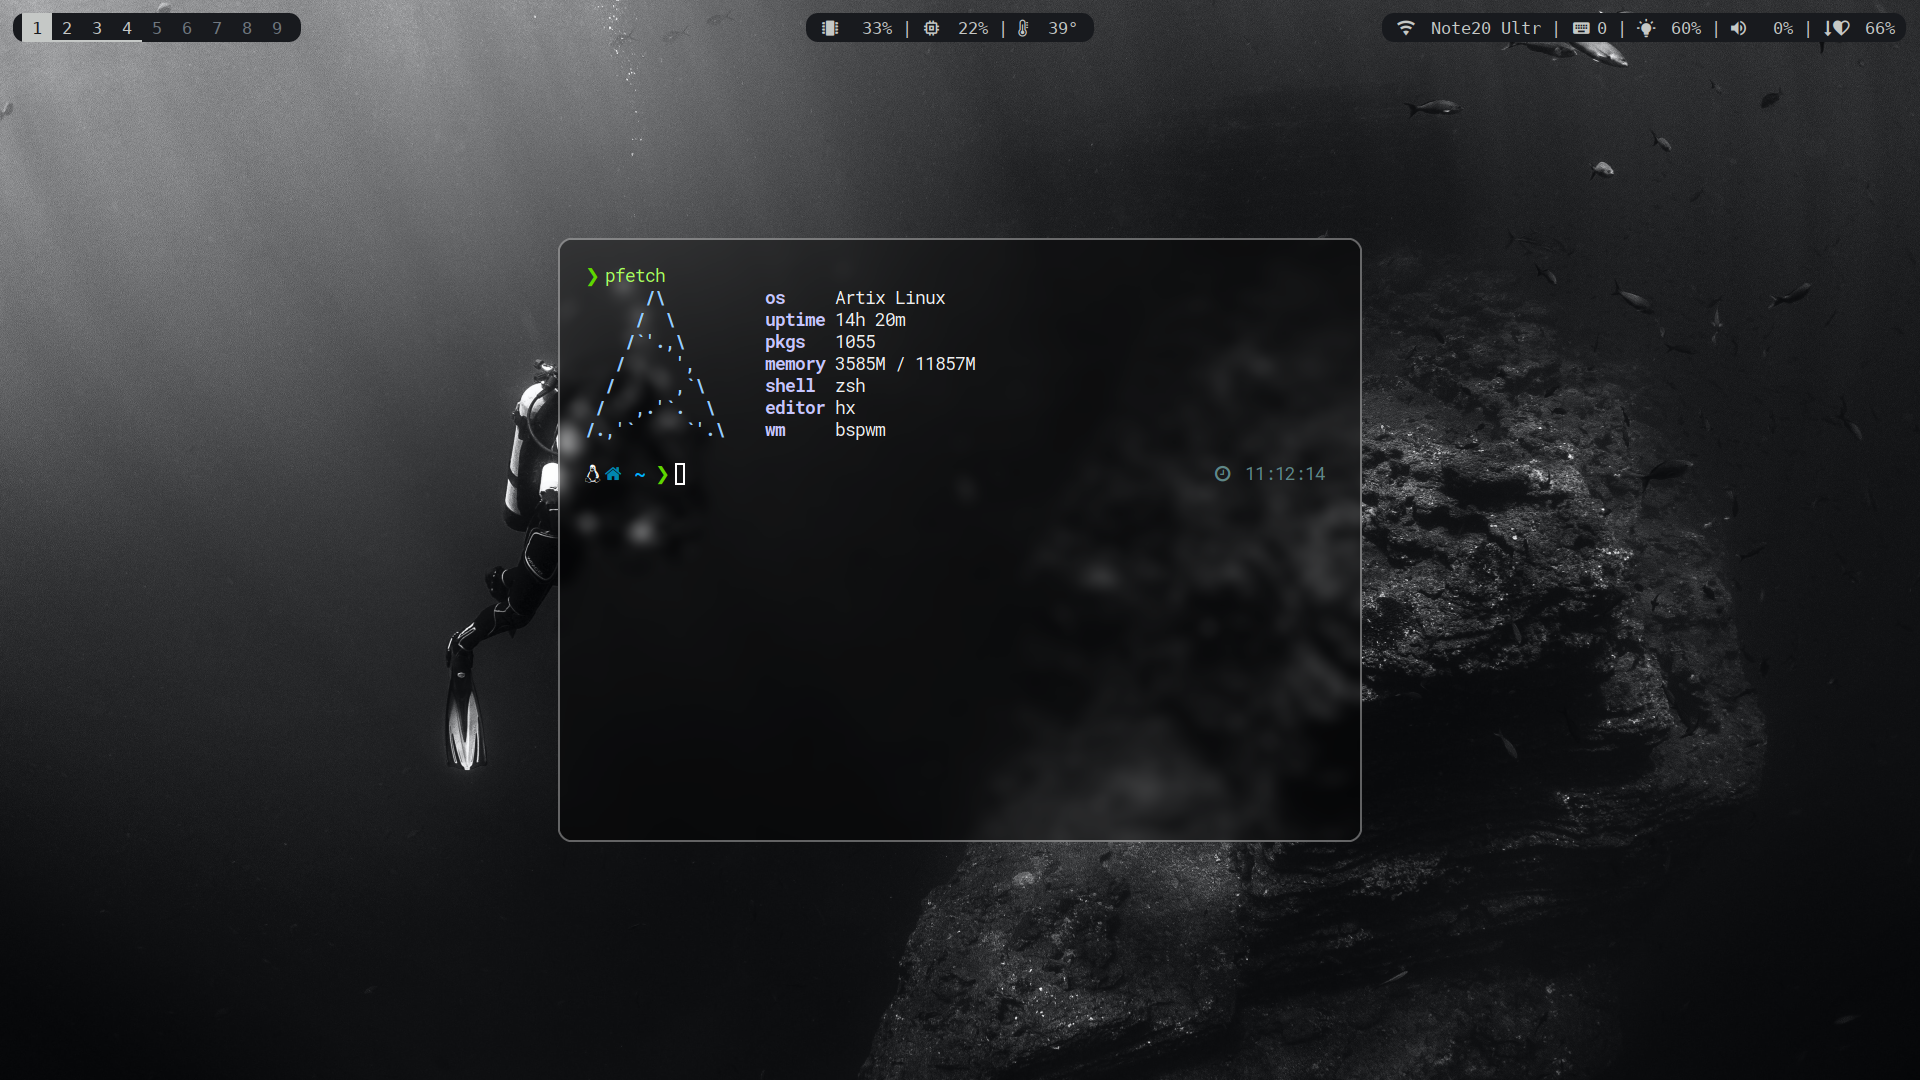 1 2 3 4 5 6 7 8 9
33% | 22% | 39°
Note20 Ultr | 0 | 60% | 0% | 66%
❯ pfetch
/\ os Artix Linux
/  \ uptime 14h 20m
/`'.,\ pkgs 1055
/     ', memory 3585M / 11857M
/      ,`\ shell zsh
/   ,.'`.  \ editor hx
/.,'`     `'.\ wm bspwm
~ ❯ 11:12:14